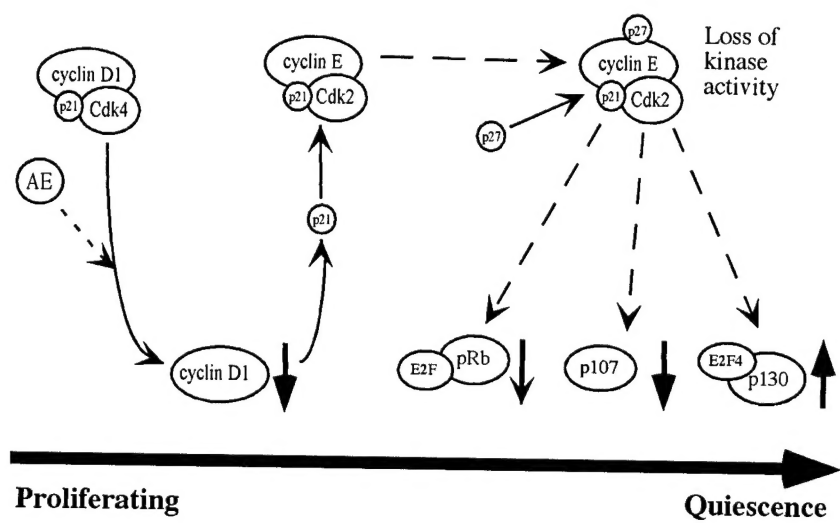 cyclin D1
p21
Cdk4
AE
cyclin D1
p21
cyclin E
p21
Cdk2
p27
cyclin E
p21
Cdk2
p27
Loss of
kinase
activity
E2F
pRb
p107
E2F4
p130
Proliferating
Quiescence